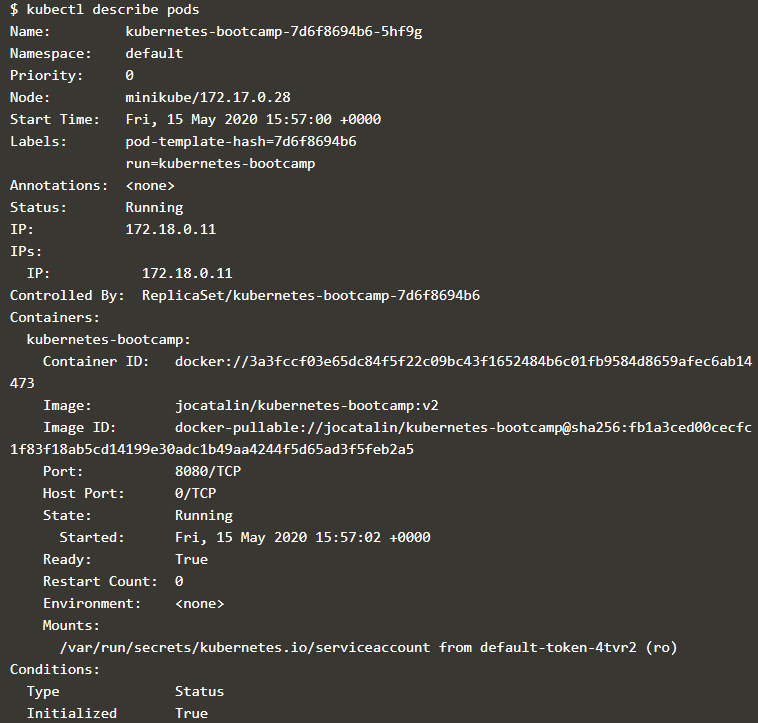 $ kubectl describe pods
Name:         kubernetes-bootcamp-7d6f8694b6-5hf9g
Namespace:    default
Priority:     0
Node:         minikube/172.17.0.28
Start Time:   Fri, 15 May 2020 15:57:00 +0000
Labels:       pod-template-hash=7d6f8694b6
              run=kubernetes-bootcamp
Annotations:  <none>
Status:       Running
IP:           172.18.0.11
IPs:
  IP:           172.18.0.11
Controlled By:  ReplicaSet/kubernetes-bootcamp-7d6f8694b6
Containers:
  kubernetes-bootcamp:
    Container ID:   docker://3a3fccf03e65dc84f5f22c09bc43f1652484b6c01fb9584d8659afec6ab14
473
    Image:          jocatalin/kubernetes-bootcamp:v2
    Image ID:       docker-pullable://jocatalin/kubernetes-bootcamp@sha256:fb1a3ced00cecfc
1f83f18ab5cd14199e30adc1b49aa4244f5d65ad3f5feb2a5
    Port:           8080/TCP
    Host Port:      0/TCP
    State:          Running
      Started:      Fri, 15 May 2020 15:57:02 +0000
    Ready:          True
    Restart Count:  0
    Environment:    <none>
    Mounts:
      /var/run/secrets/kubernetes.io/serviceaccount from default-token-4tvr2 (ro)
Conditions:
  Type              Status
  Initialized       True